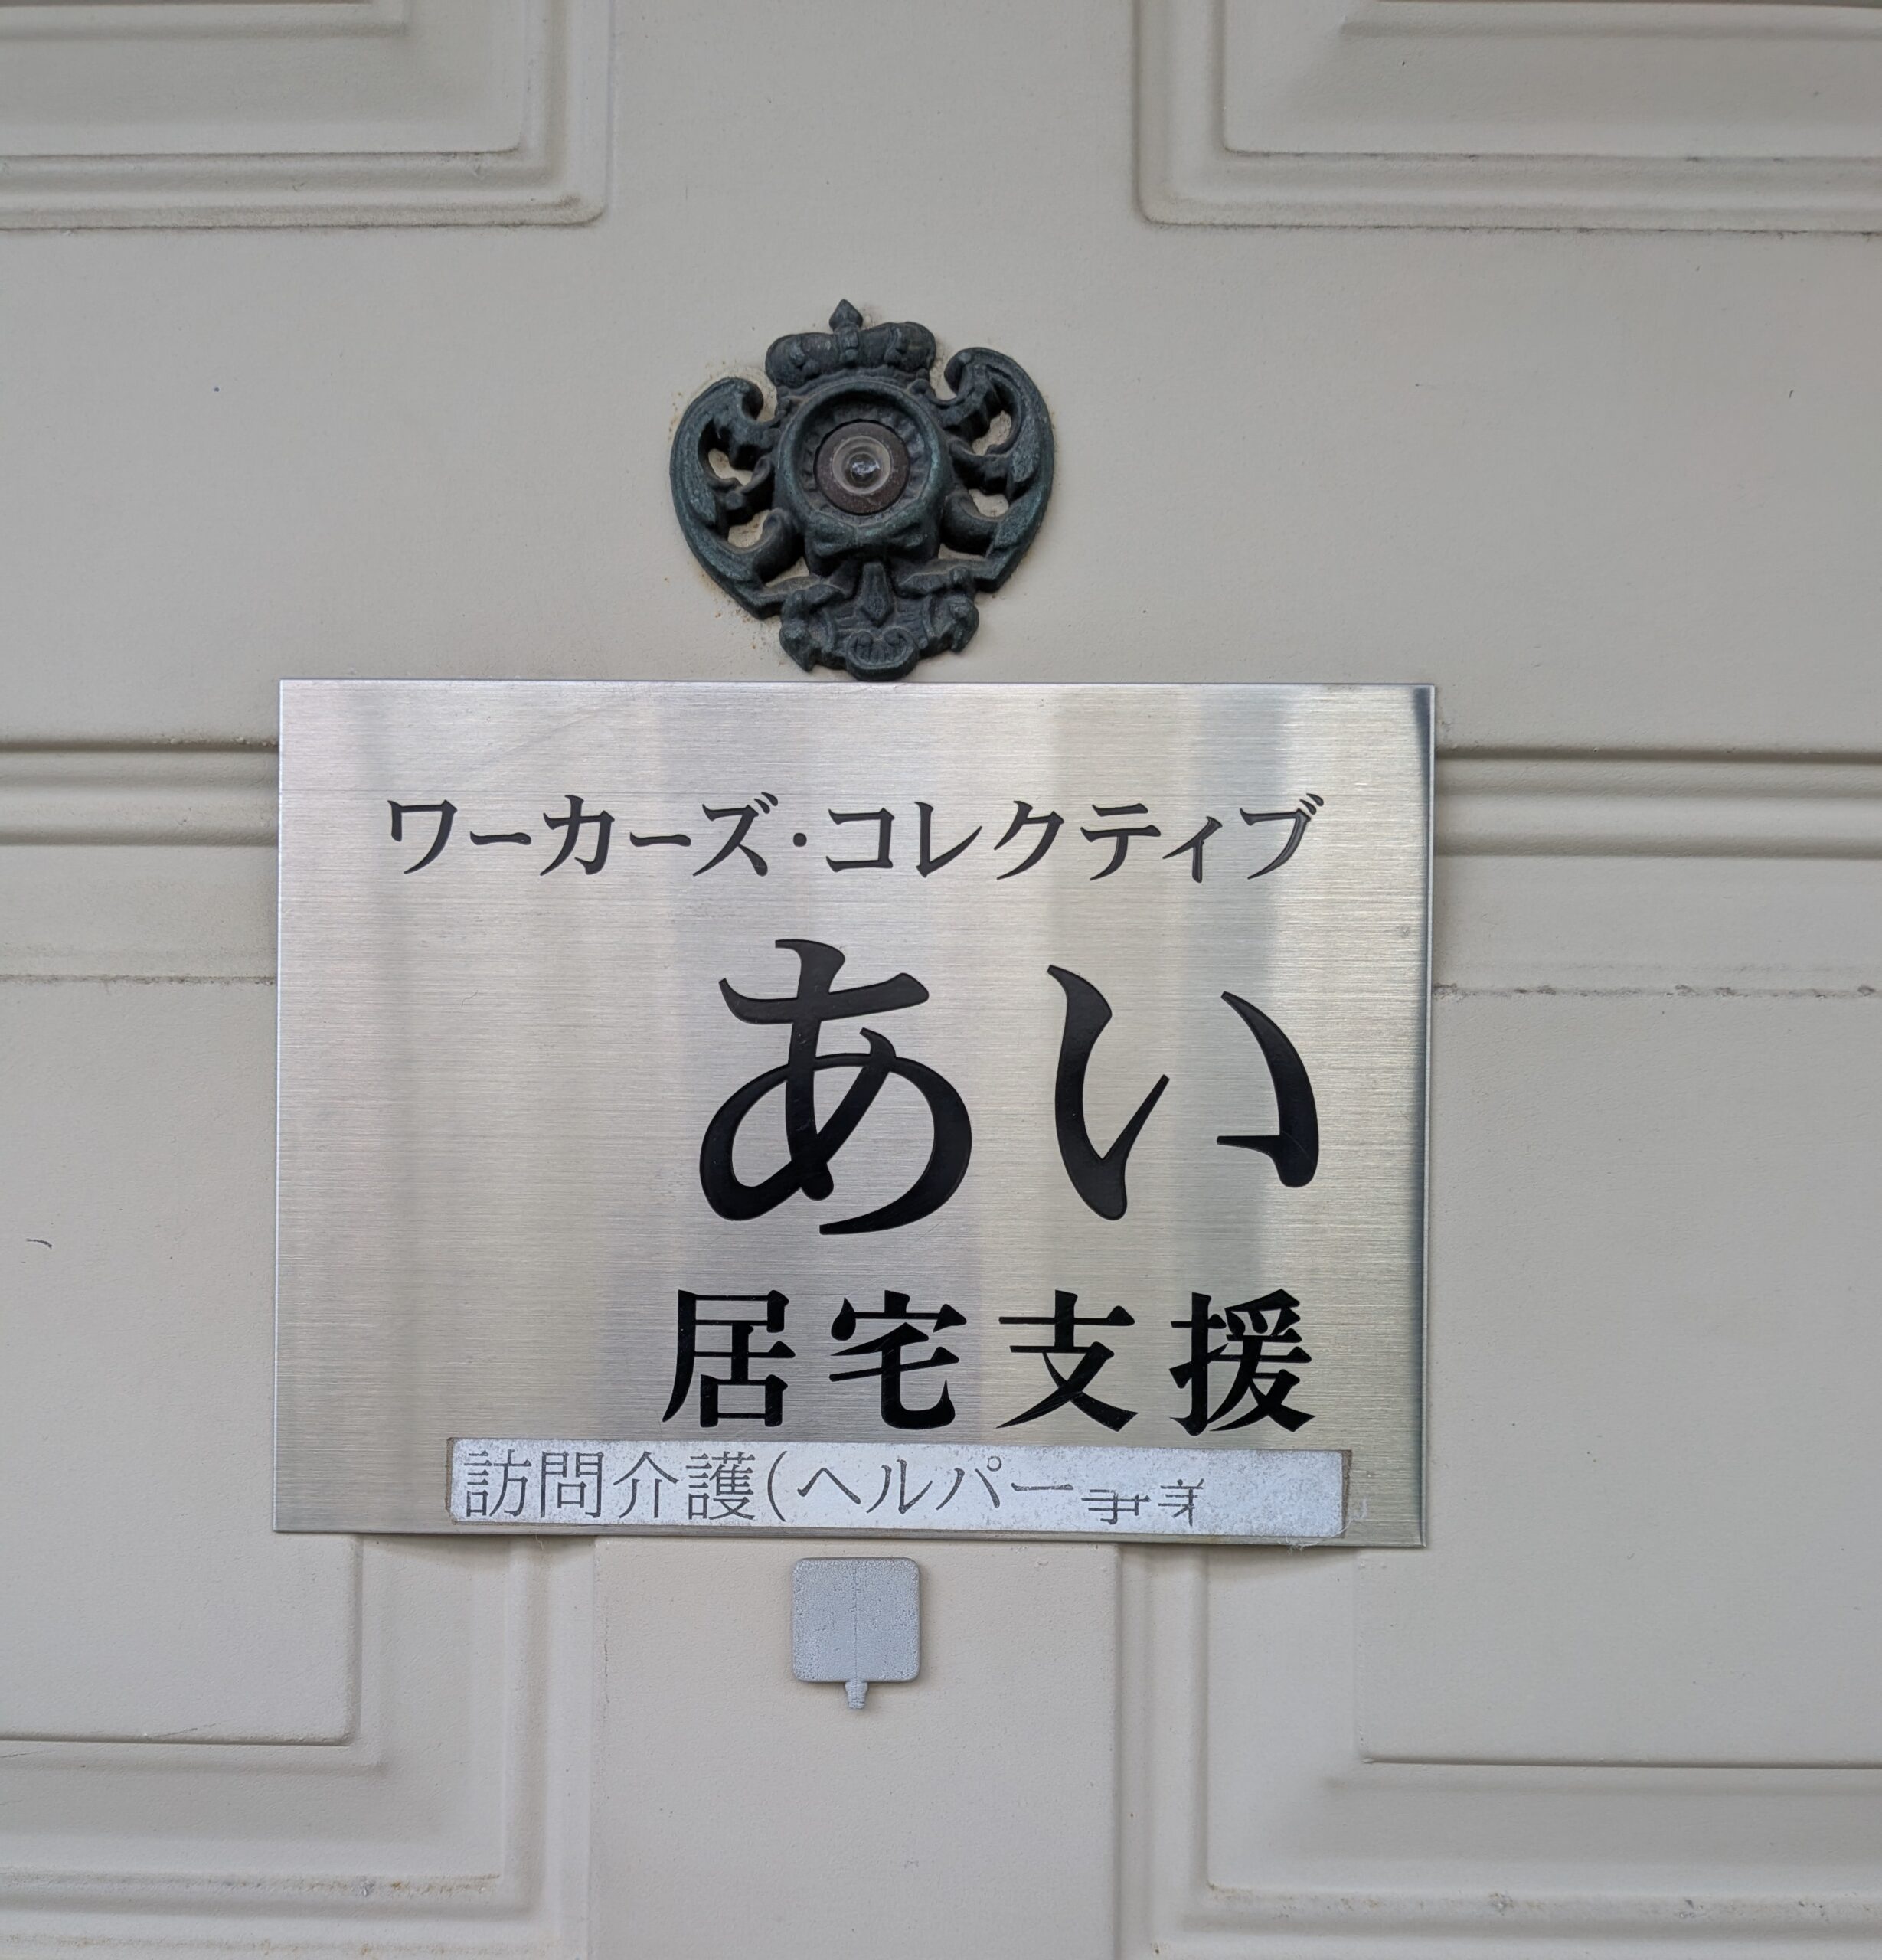 ワーカーズ・コレクティブ
あい
居宅支援
訪問介護(ヘルパー